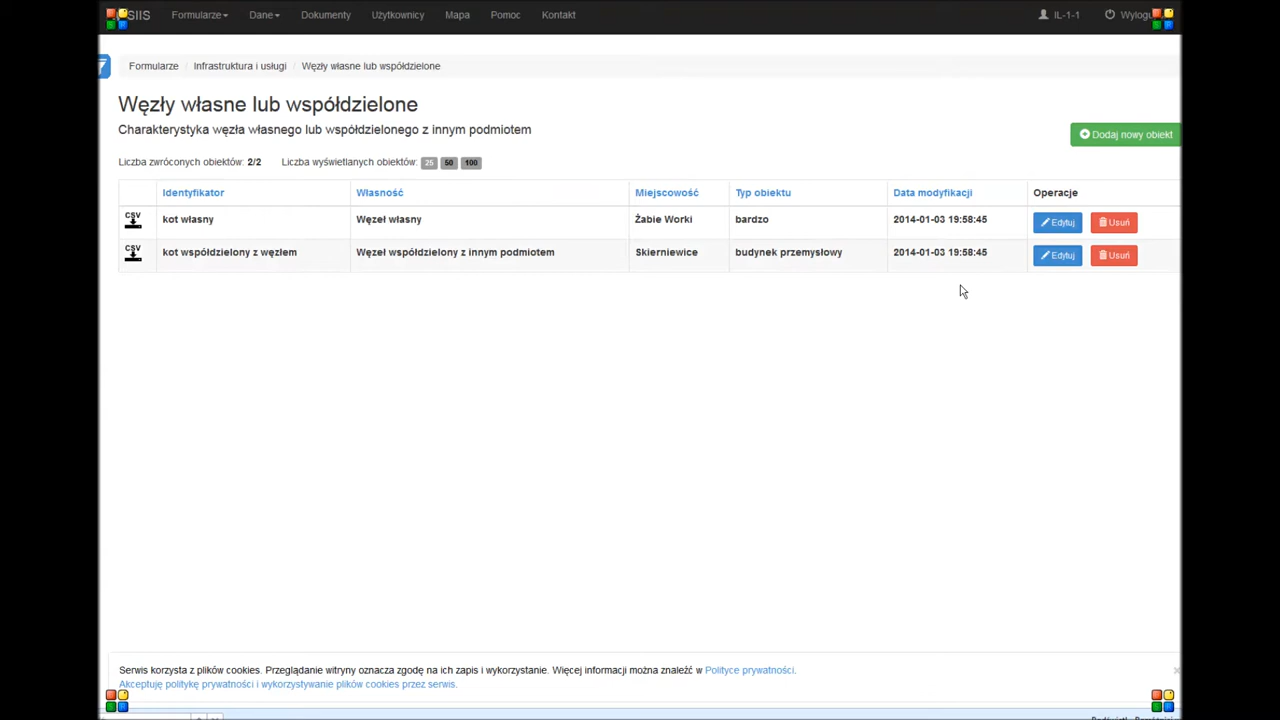 SIIS Formularze Dane Dokumenty Użytkownicy Mapa Pomoc Kontakt IL-1-1
Formularze / Infrastruktura i usługi / Węzły własne lub współdzielone
Węzły własne lub współdzielone
Charakterystyka węzła własnego lub współdzielonego z innym podmiotem
Dodaj nowy obiekt
Liczba zwróconych obiektów: 2/2 Liczba wyświetlanych obiektów: 25 50 100
Identyfikator Własność Miejscowość Typ obiektu Data modyfikacji Operacje
CSV kot własny Węzeł własny Żabie Worki bardzo 2014-01-03 19:58:45 Edytuj Usuń
CSV kot współdzielony z węzłem Węzeł współdzielony z innym podmiotem Skierniewice budynek przemysłowy 2014-01-03 19:58:45 Edytuj Usuń
Serwis korzysta z plików cookies. Przeglądanie witryny oznacza zgodę na ich zapis i wykorzystanie. Więcej informacji można znaleźć w Polityce prywatności.
Akceptuję politykę prywatności i wykorzystywanie plików cookies przez serwis.